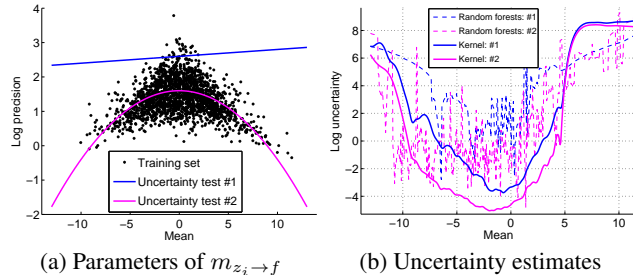 4
3
2
1
0
−1
−2
Log precision
−10
−5
0
5
10
Mean
Training set
Uncertainty test #1
Uncertainty test #2
(a) Parameters of m_{z_i→f}
8
6
4
2
0
−2
−4
Log uncertainty
−10
−5
0
5
10
Mean
Random forests: #1
Random forests: #2
Kernel: #1
Kernel: #2
(b) Uncertainty estimates